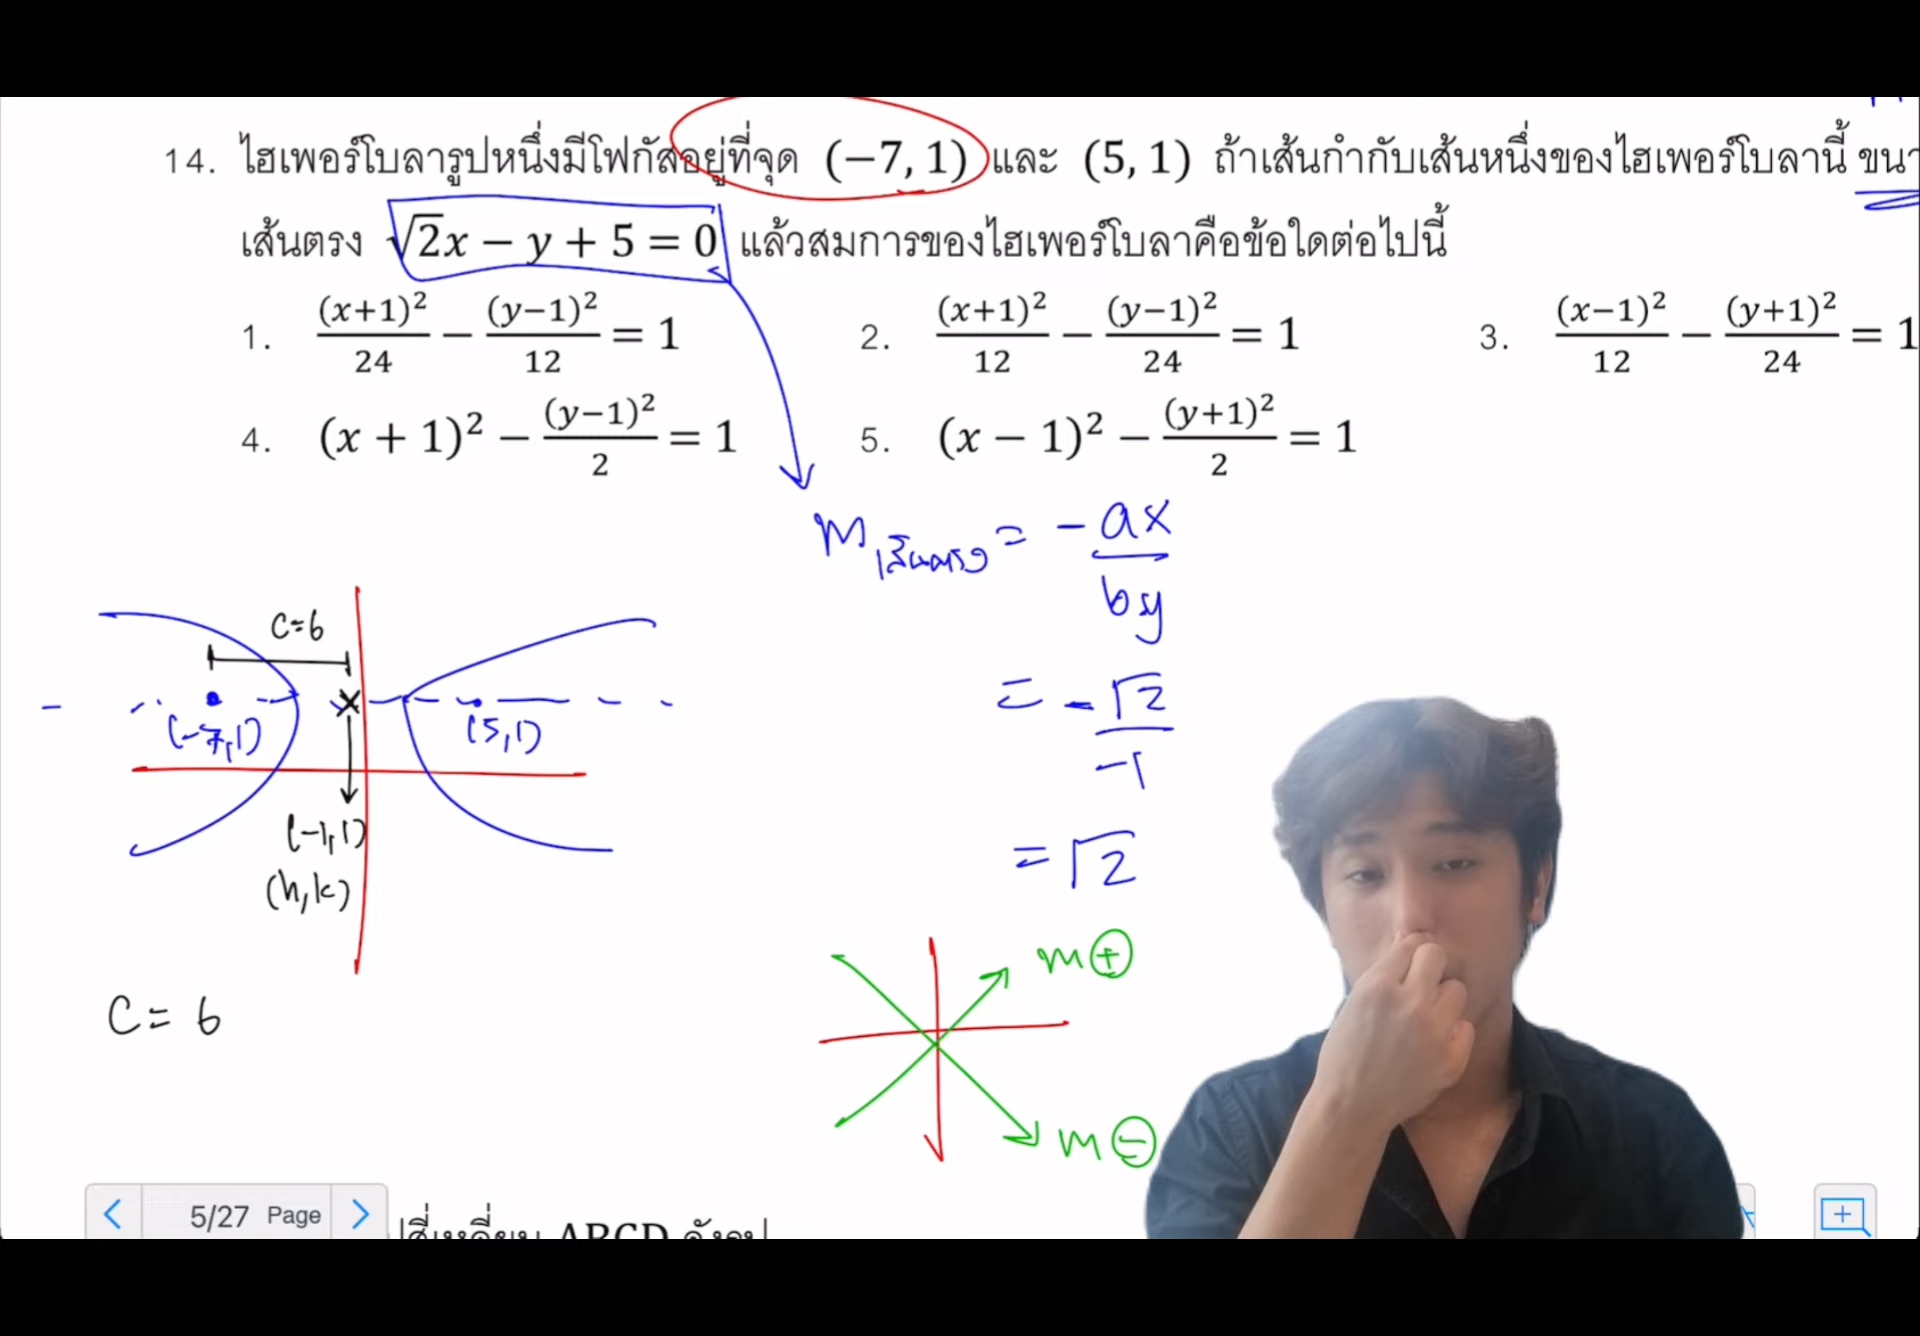 14. ไฮเพอร์โบลารูปหนึ่งมีโฟกัสอยู่ที่จุด (−7, 1) และ (5, 1) ถ้าเส้นกำกับเส้นหนึ่งของไฮเพอร์โบลานี้
เส้นตรง √2x − y + 5 = 0 แล้วสมการของไฮเพอร์โบลาคือข้อใดต่อไปนี้
1. (x+1)²/24 − (y−1)²/12 = 1 2. (x+1)²/12 − (y−1)²/24 = 1 3. (x−1)²/12 − (y+1)²/24 = 1
4. (x + 1)² − (y−1)²/2 = 1 5. (x − 1)² − (y+1)²/2 = 1
m เส้นตรง = − ax/by
= −√2/−1
= √2
c=6
(-7,1) (5,1)
(-1,1)
(h,k)
c = 6
m ⊕
m ⊖
5/27 Page
ABCD